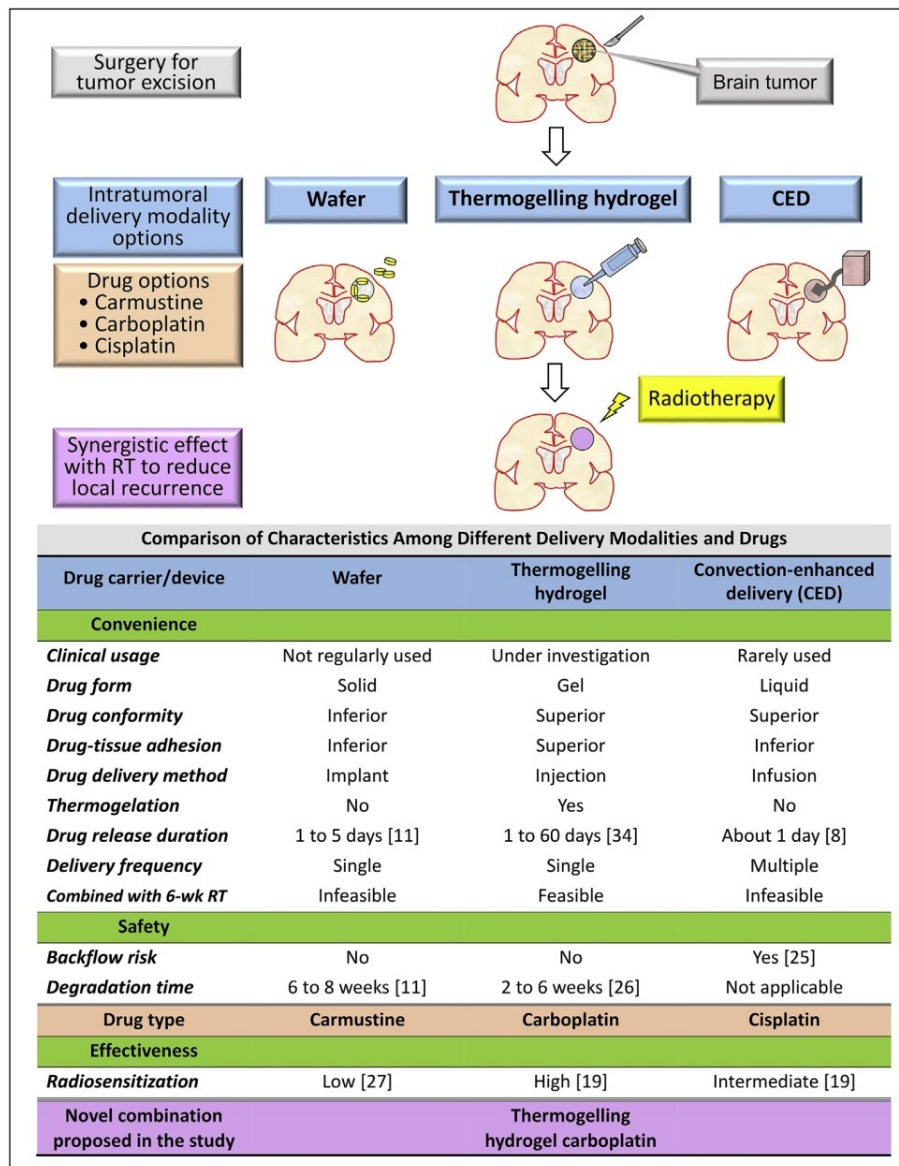 Surgery for
tumor excision
Brain tumor
Intratumoral
delivery modality
options
Wafer
Thermogelling hydrogel
CED
Drug options
• Carmustine
• Carboplatin
• Cisplatin
Radiotherapy
Synergistic effect
with RT to reduce
local recurrence
Comparison of Characteristics Among Different Delivery Modalities and Drugs
Drug carrier/device Wafer Thermogelling hydrogel Convection-enhanced delivery (CED)
Convenience
Clinical usage Not regularly used Under investigation Rarely used
Drug form Solid Gel Liquid
Drug conformity Inferior Superior Superior
Drug-tissue adhesion Inferior Superior Inferior
Drug delivery method Implant Injection Infusion
Thermogelation No Yes No
Drug release duration 1 to 5 days [11] 1 to 60 days [34] About 1 day [8]
Delivery frequency Single Single Multiple
Combined with 6-wk RT Infeasible Feasible Infeasible
Safety
Backflow risk No No Yes [25]
Degradation time 6 to 8 weeks [11] 2 to 6 weeks [26] Not applicable
Drug type Carmustine Carboplatin Cisplatin
Effectiveness
Radiosensitization Low [27] High [19] Intermediate [19]
Novel combination
proposed in the study
Thermogelling
hydrogel carboplatin